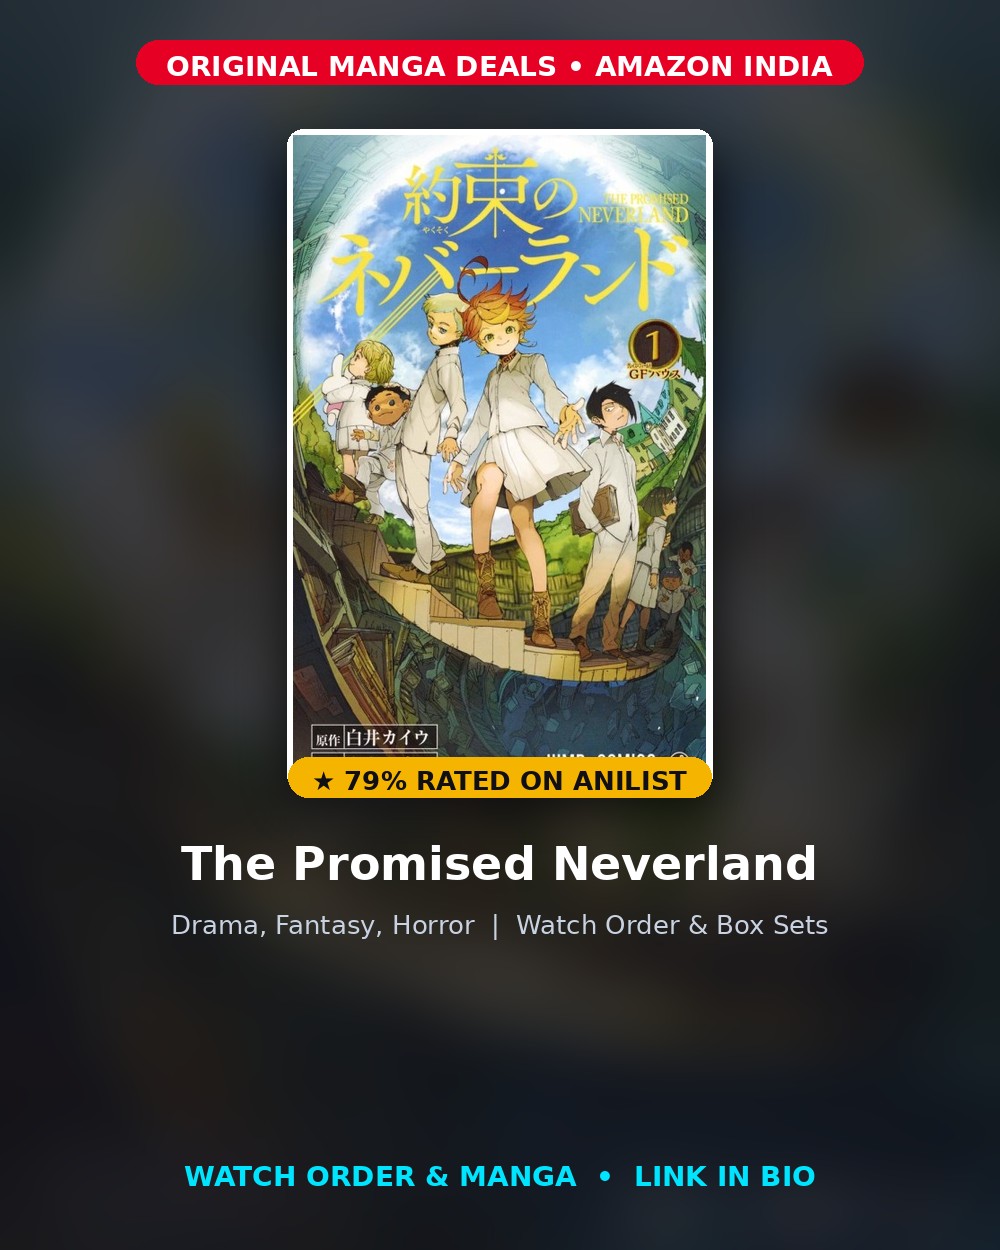 ORIGINAL MANGA DEALS • AMAZON INDIA
約束の
やくそく
THE PROMISED
NEVERLAND
ネバーランド
1
GFハウス
原作 白井カイウ
JUMP COMICS
★ 79% RATED ON ANILIST
The Promised Neverland
Drama, Fantasy, Horror | Watch Order & Box Sets
WATCH ORDER & MANGA • LINK IN BIO